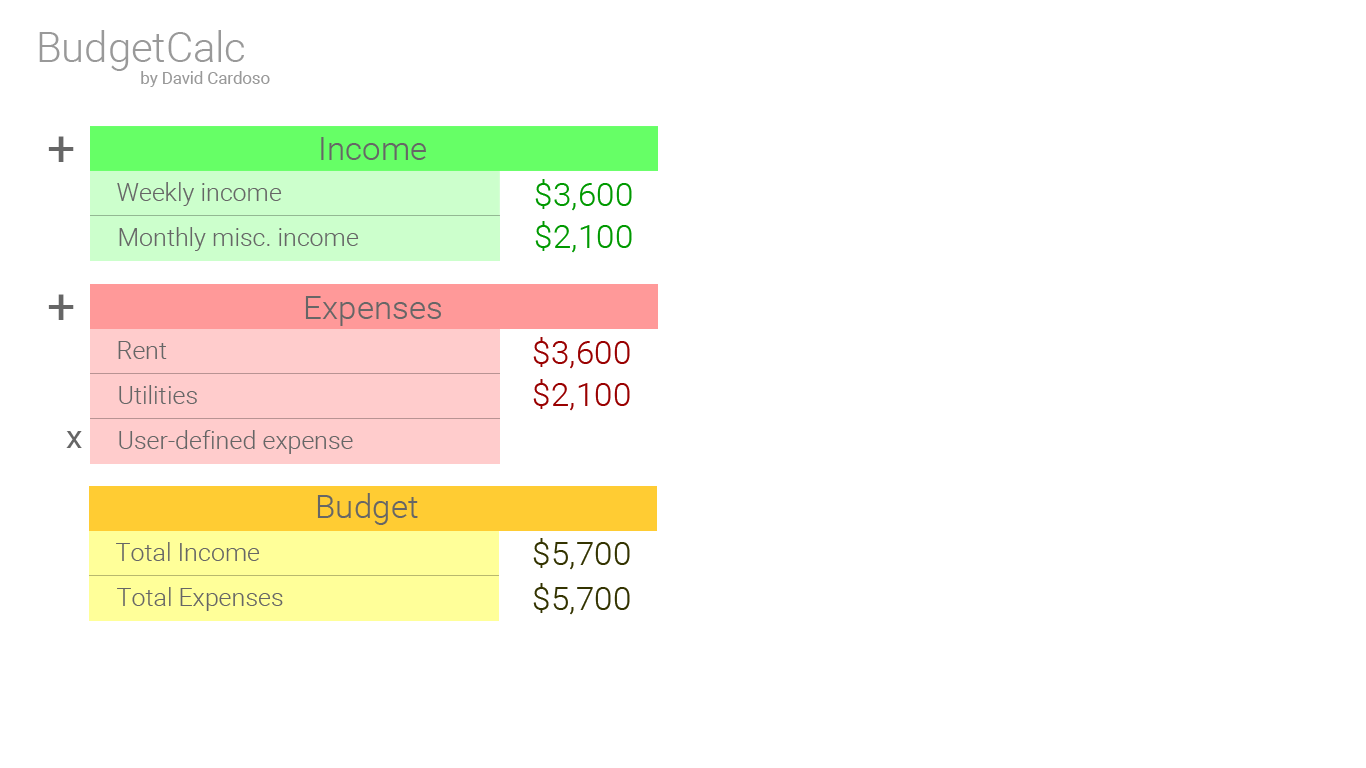 BudgetCalc
by David Cardoso
+ Income
Weekly income $3,600
Monthly misc. income $2,100
+ Expenses
Rent $3,600
Utilities $2,100
x User-defined expense
Budget
Total Income $5,700
Total Expenses $5,700